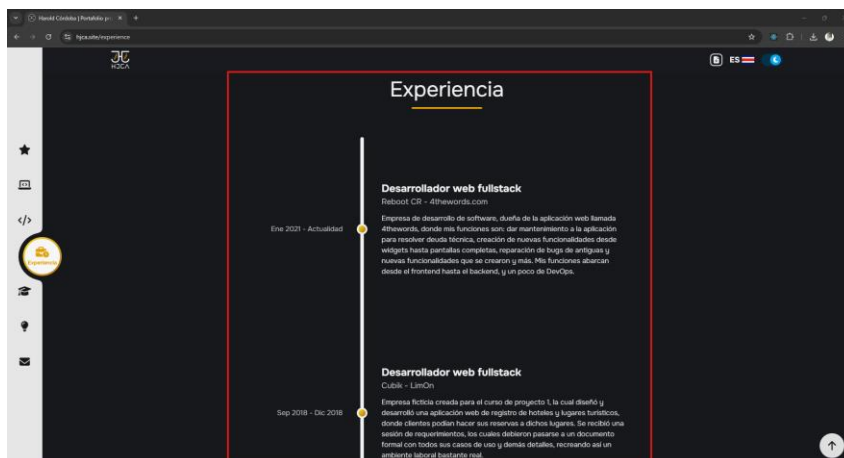 Harold Córdoba | Portafolio pr
hjca.site/experience
HJCA
ES
Experiencia
Experiencia
Desarrollador web fullstack
Reboot CR - 4thewords.com
Ene 2021 - Actualidad
Empresa de desarrollo de software, dueña de la aplicación web llamada
4thewords, donde mis funciones son: dar mantenimiento a la aplicación
para resolver deuda técnica, creación de nuevas funcionalidades desde
widgets hasta pantallas completas, reparación de bugs de antiguas y
nuevas funcionalidades que se crearon y más. Mis funciones abarcan
desde el frontend hasta el backend, y un poco de DevOps.
Desarrollador web fullstack
Cubik - LimOn
Sep 2018 - Dic 2018
Empresa ficticia creada para el curso de proyecto 1, la cual diseñó y
desarrolló una aplicación web de registro de hoteles y lugares turísticos,
donde clientes podían hacer sus reservas a dichos lugares. Se recibió una
sesión de requerimientos, los cuales debieron pasarse a un documento
formal con todos sus casos de uso y demás detalles, recreando así un
ambiente laboral bastante real.